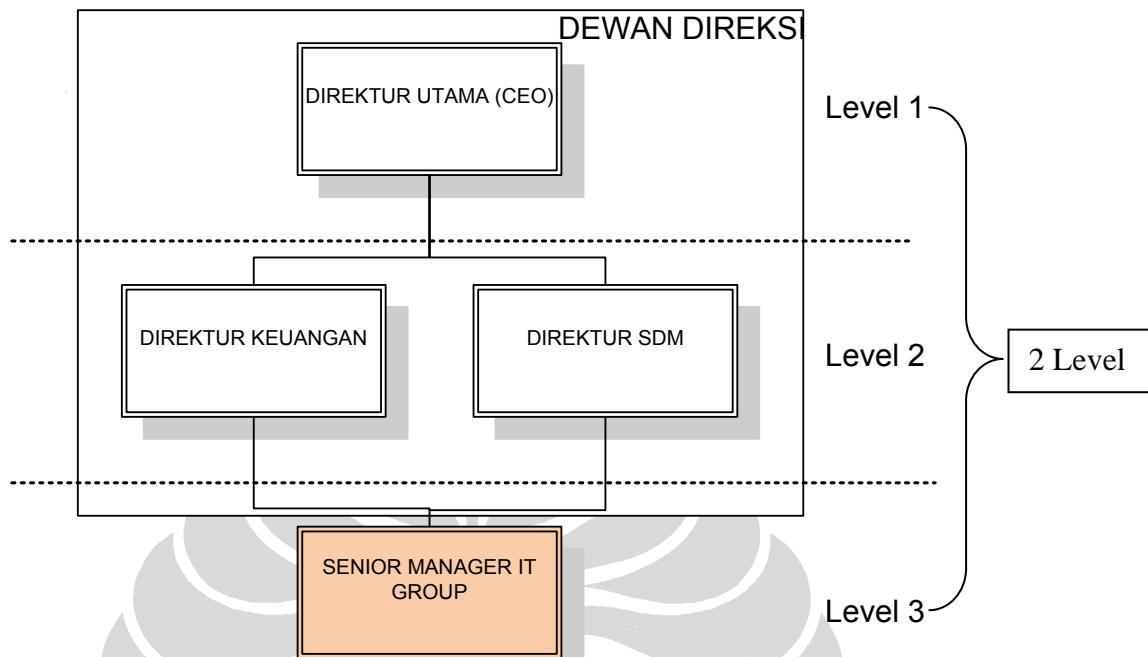 DEWAN DIREKSI
DIREKTUR UTAMA (CEO)
Level 1
DIREKTUR KEUANGAN
DIREKTUR SDM
Level 2
2 Level
SENIOR MANAGER IT
GROUP
Level 3